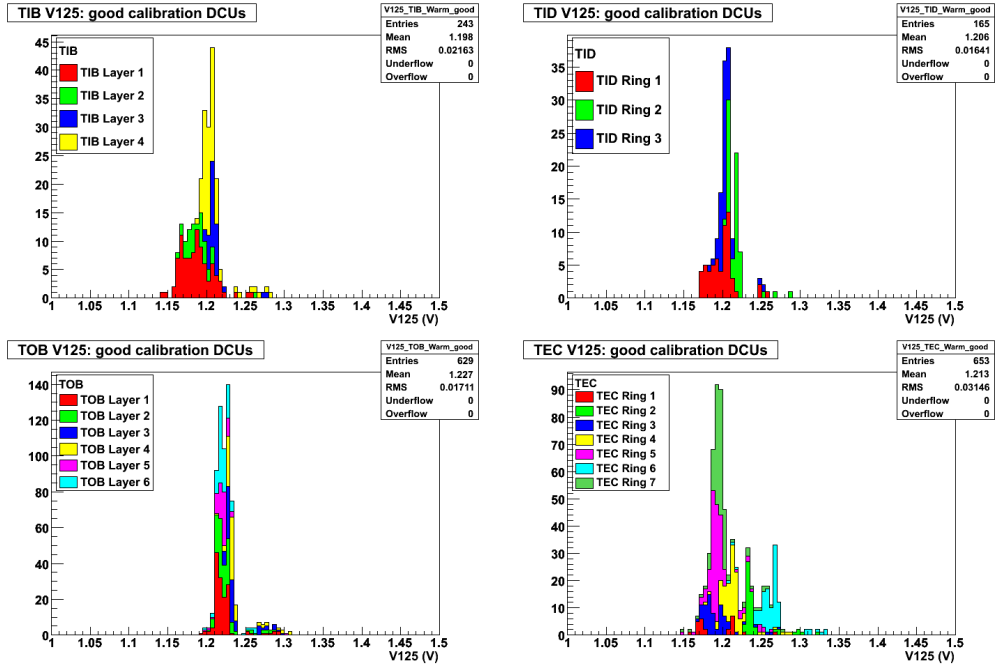 TIB V125: good calibration DCUs
V125_TIB_Warm_good
Entries 243
Mean 1.198
RMS 0.02163
Underflow 0
Overflow 0
TIB
TIB Layer 1
TIB Layer 2
TIB Layer 3
TIB Layer 4
45
40
35
30
25
20
15
10
5
0
1 1.05 1.1 1.15 1.2 1.25 1.3 1.35 1.4 1.45 1.5
V125 (V)
TID V125: good calibration DCUs
V125_TID_Warm_good
Entries 165
Mean 1.206
RMS 0.01641
Underflow 0
Overflow 0
TID
TID Ring 1
TID Ring 2
TID Ring 3
35
30
25
20
15
10
5
0
1 1.05 1.1 1.15 1.2 1.25 1.3 1.35 1.4 1.45 1.5
V125 (V)
TOB V125: good calibration DCUs
V125_TOB_Warm_good
Entries 629
Mean 1.227
RMS 0.01711
Underflow 0
Overflow 0
TOB
TOB Layer 1
TOB Layer 2
TOB Layer 3
TOB Layer 4
TOB Layer 5
TOB Layer 6
140
120
100
80
60
40
20
0
1 1.05 1.1 1.15 1.2 1.25 1.3 1.35 1.4 1.45 1.5
V125 (V)
TEC V125: good calibration DCUs
V125_TEC_Warm_good
Entries 653
Mean 1.213
RMS 0.03146
Underflow 0
Overflow 0
TEC
TEC Ring 1
TEC Ring 2
TEC Ring 3
TEC Ring 4
TEC Ring 5
TEC Ring 6
TEC Ring 7
90
80
70
60
50
40
30
20
10
0
1 1.05 1.1 1.15 1.2 1.25 1.3 1.35 1.4 1.45 1.5
V125 (V)